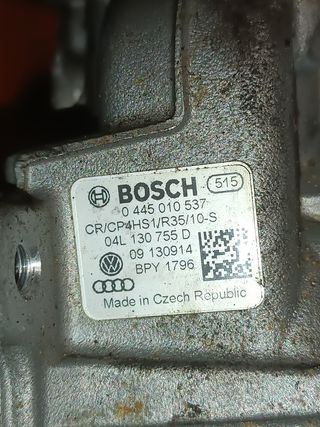 BOSCH 515
0 445 010 537
CR/CP4HS1/R35/10-S
04L 130 755 D
09 130914
BPY 1796
Made in Czech Republic